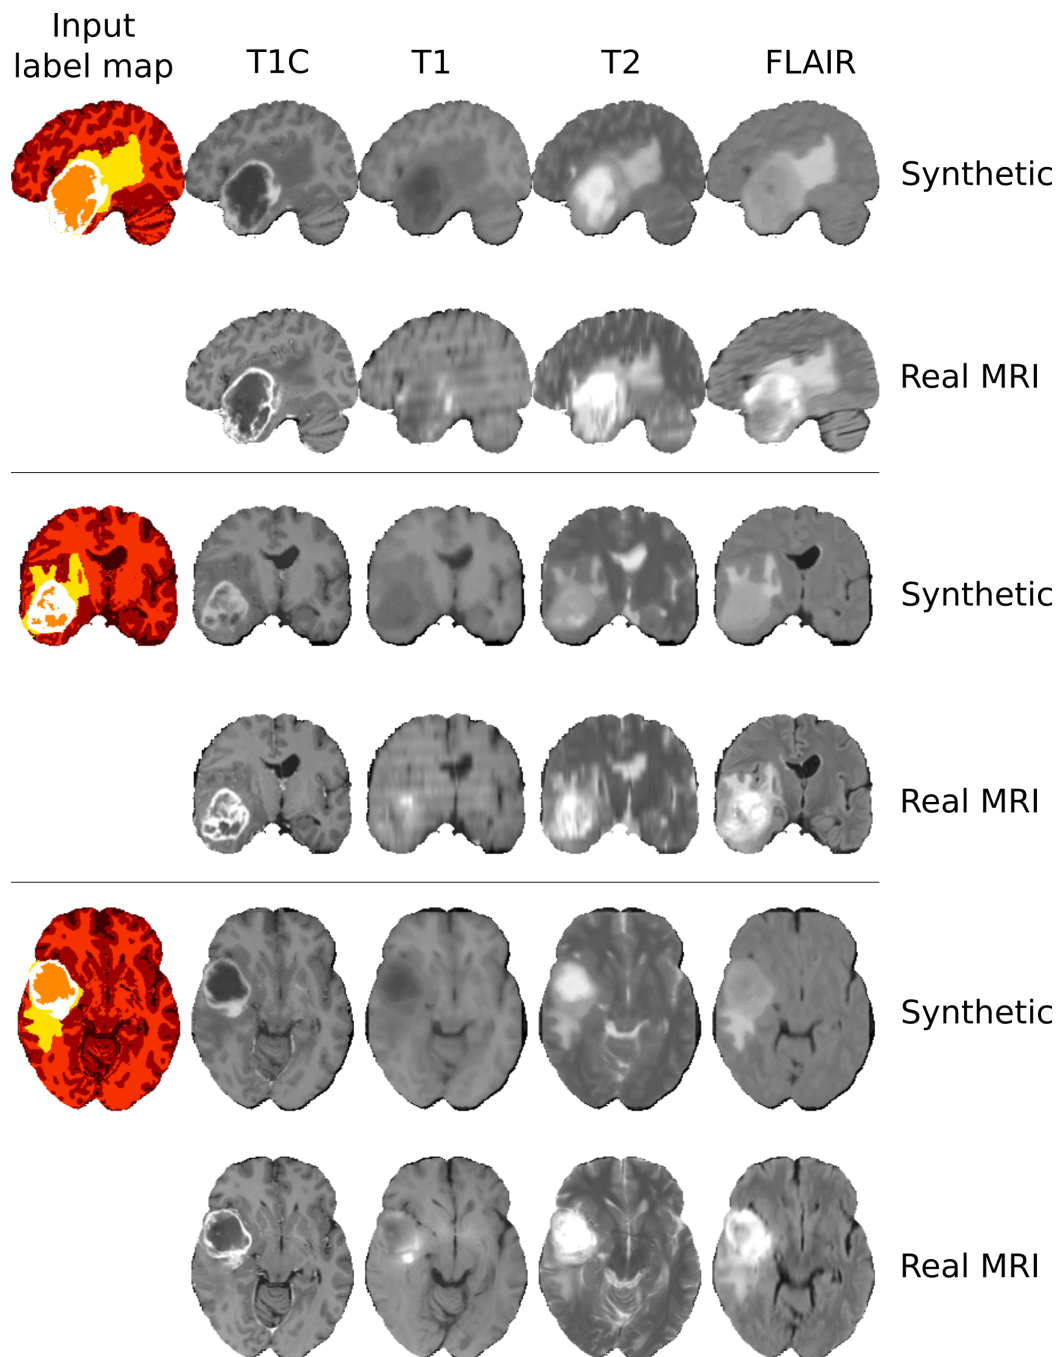 Input
label map
T1C
T1
T2
FLAIR
Synthetic
Real MRI
Synthetic
Real MRI
Synthetic
Real MRI